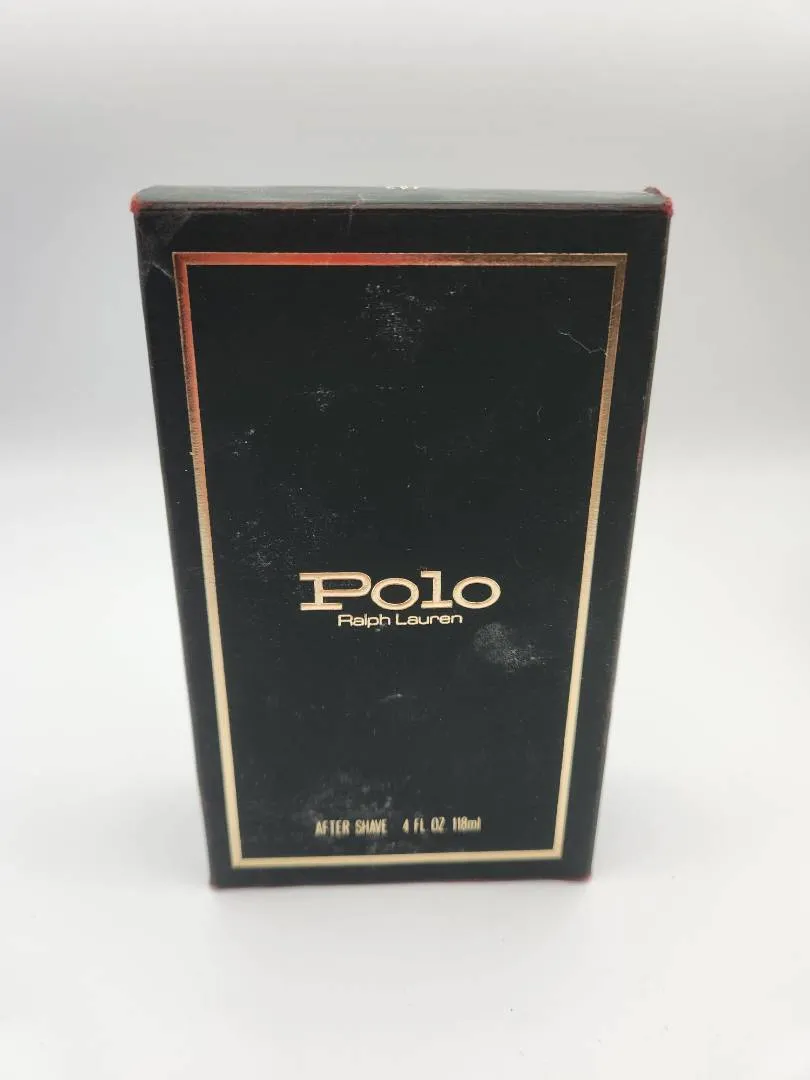 Polo
Ralph Lauren
AFTER SHAVE 4 FL OZ 118ml